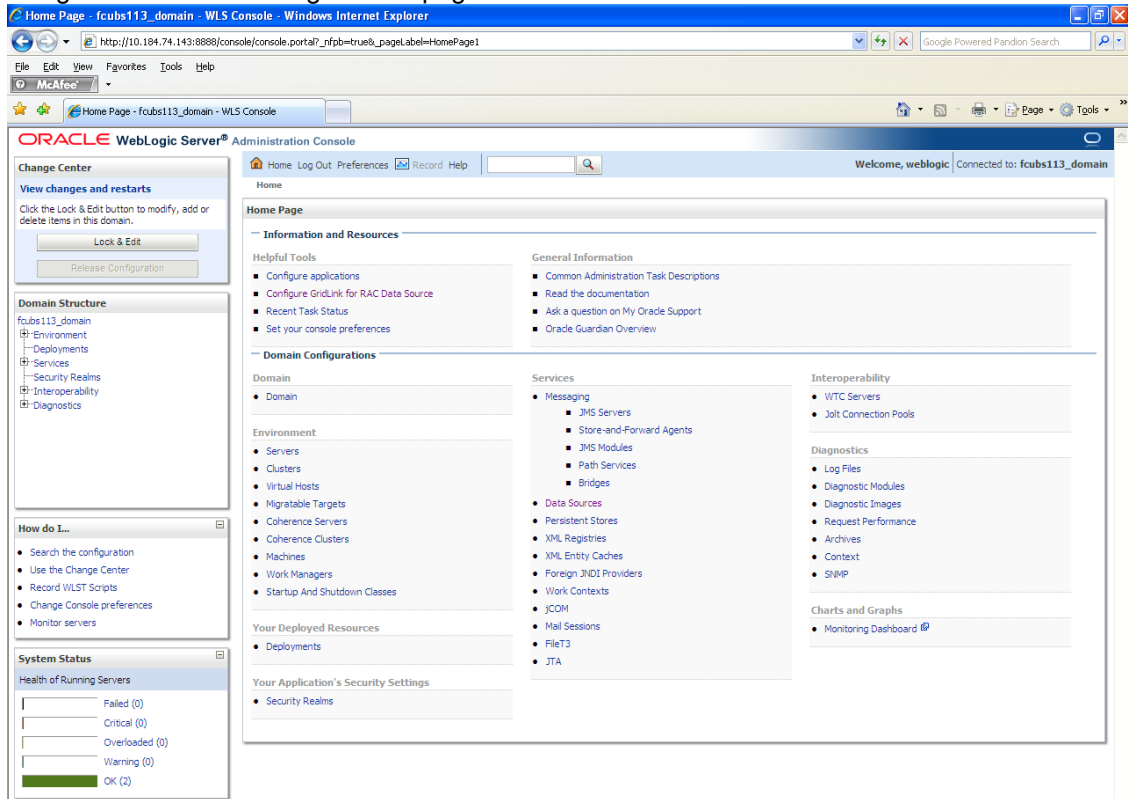 Home Page - fcubs113_domain - WLS Console - Windows Internet Explorer
http://10.184.74.143:8888/console/console.portal?_nfpb=true&_pageLabel=HomePage1
Google Powered Pandion Search
File Edit View Favorites Tools Help
McAfee
Home Page - fcubs113_domain - WLS Console
Page Tools
ORACLE WebLogic Server® Administration Console
Change Center
View changes and restarts
Click the Lock & Edit button to modify, add or
delete items in this domain.
Lock & Edit
Release Configuration
Domain Structure
fcubs113_domain
Environment
Deployments
Services
Security Realms
Interoperability
Diagnostics
How do I...
Search the configuration
Use the Change Center
Record WLST Scripts
Change Console preferences
Monitor servers
System Status
Health of Running Servers
Failed (0)
Critical (0)
Overloaded (0)
Warning (0)
OK (2)
Home Log Out Preferences Record Help
Welcome, weblogic Connected to: fcubs113_domain
Home
Home Page
Information and Resources
Helpful Tools
Configure applications
Configure GridLink for RAC Data Source
Recent Task Status
Set your console preferences
General Information
Common Administration Task Descriptions
Read the documentation
Ask a question on My Oracle Support
Oracle Guardian Overview
Domain Configurations
Domain
Domain
Environment
Servers
Clusters
Virtual Hosts
Migratable Targets
Coherence Servers
Coherence Clusters
Machines
Work Managers
Startup And Shutdown Classes
Your Deployed Resources
Deployments
Your Application's Security Settings
Security Realms
Services
Messaging
JMS Servers
Store-and-Forward Agents
JMS Modules
Path Services
Bridges
Data Sources
Persistent Stores
XML Registries
XML Entity Caches
Foreign JNDI Providers
Work Contexts
jCOM
Mail Sessions
FileT3
JTA
Interoperability
WTC Servers
Jolt Connection Pools
Diagnostics
Log Files
Diagnostic Modules
Diagnostic Images
Request Performance
Archives
Context
SNMP
Charts and Graphs
Monitoring Dashboard